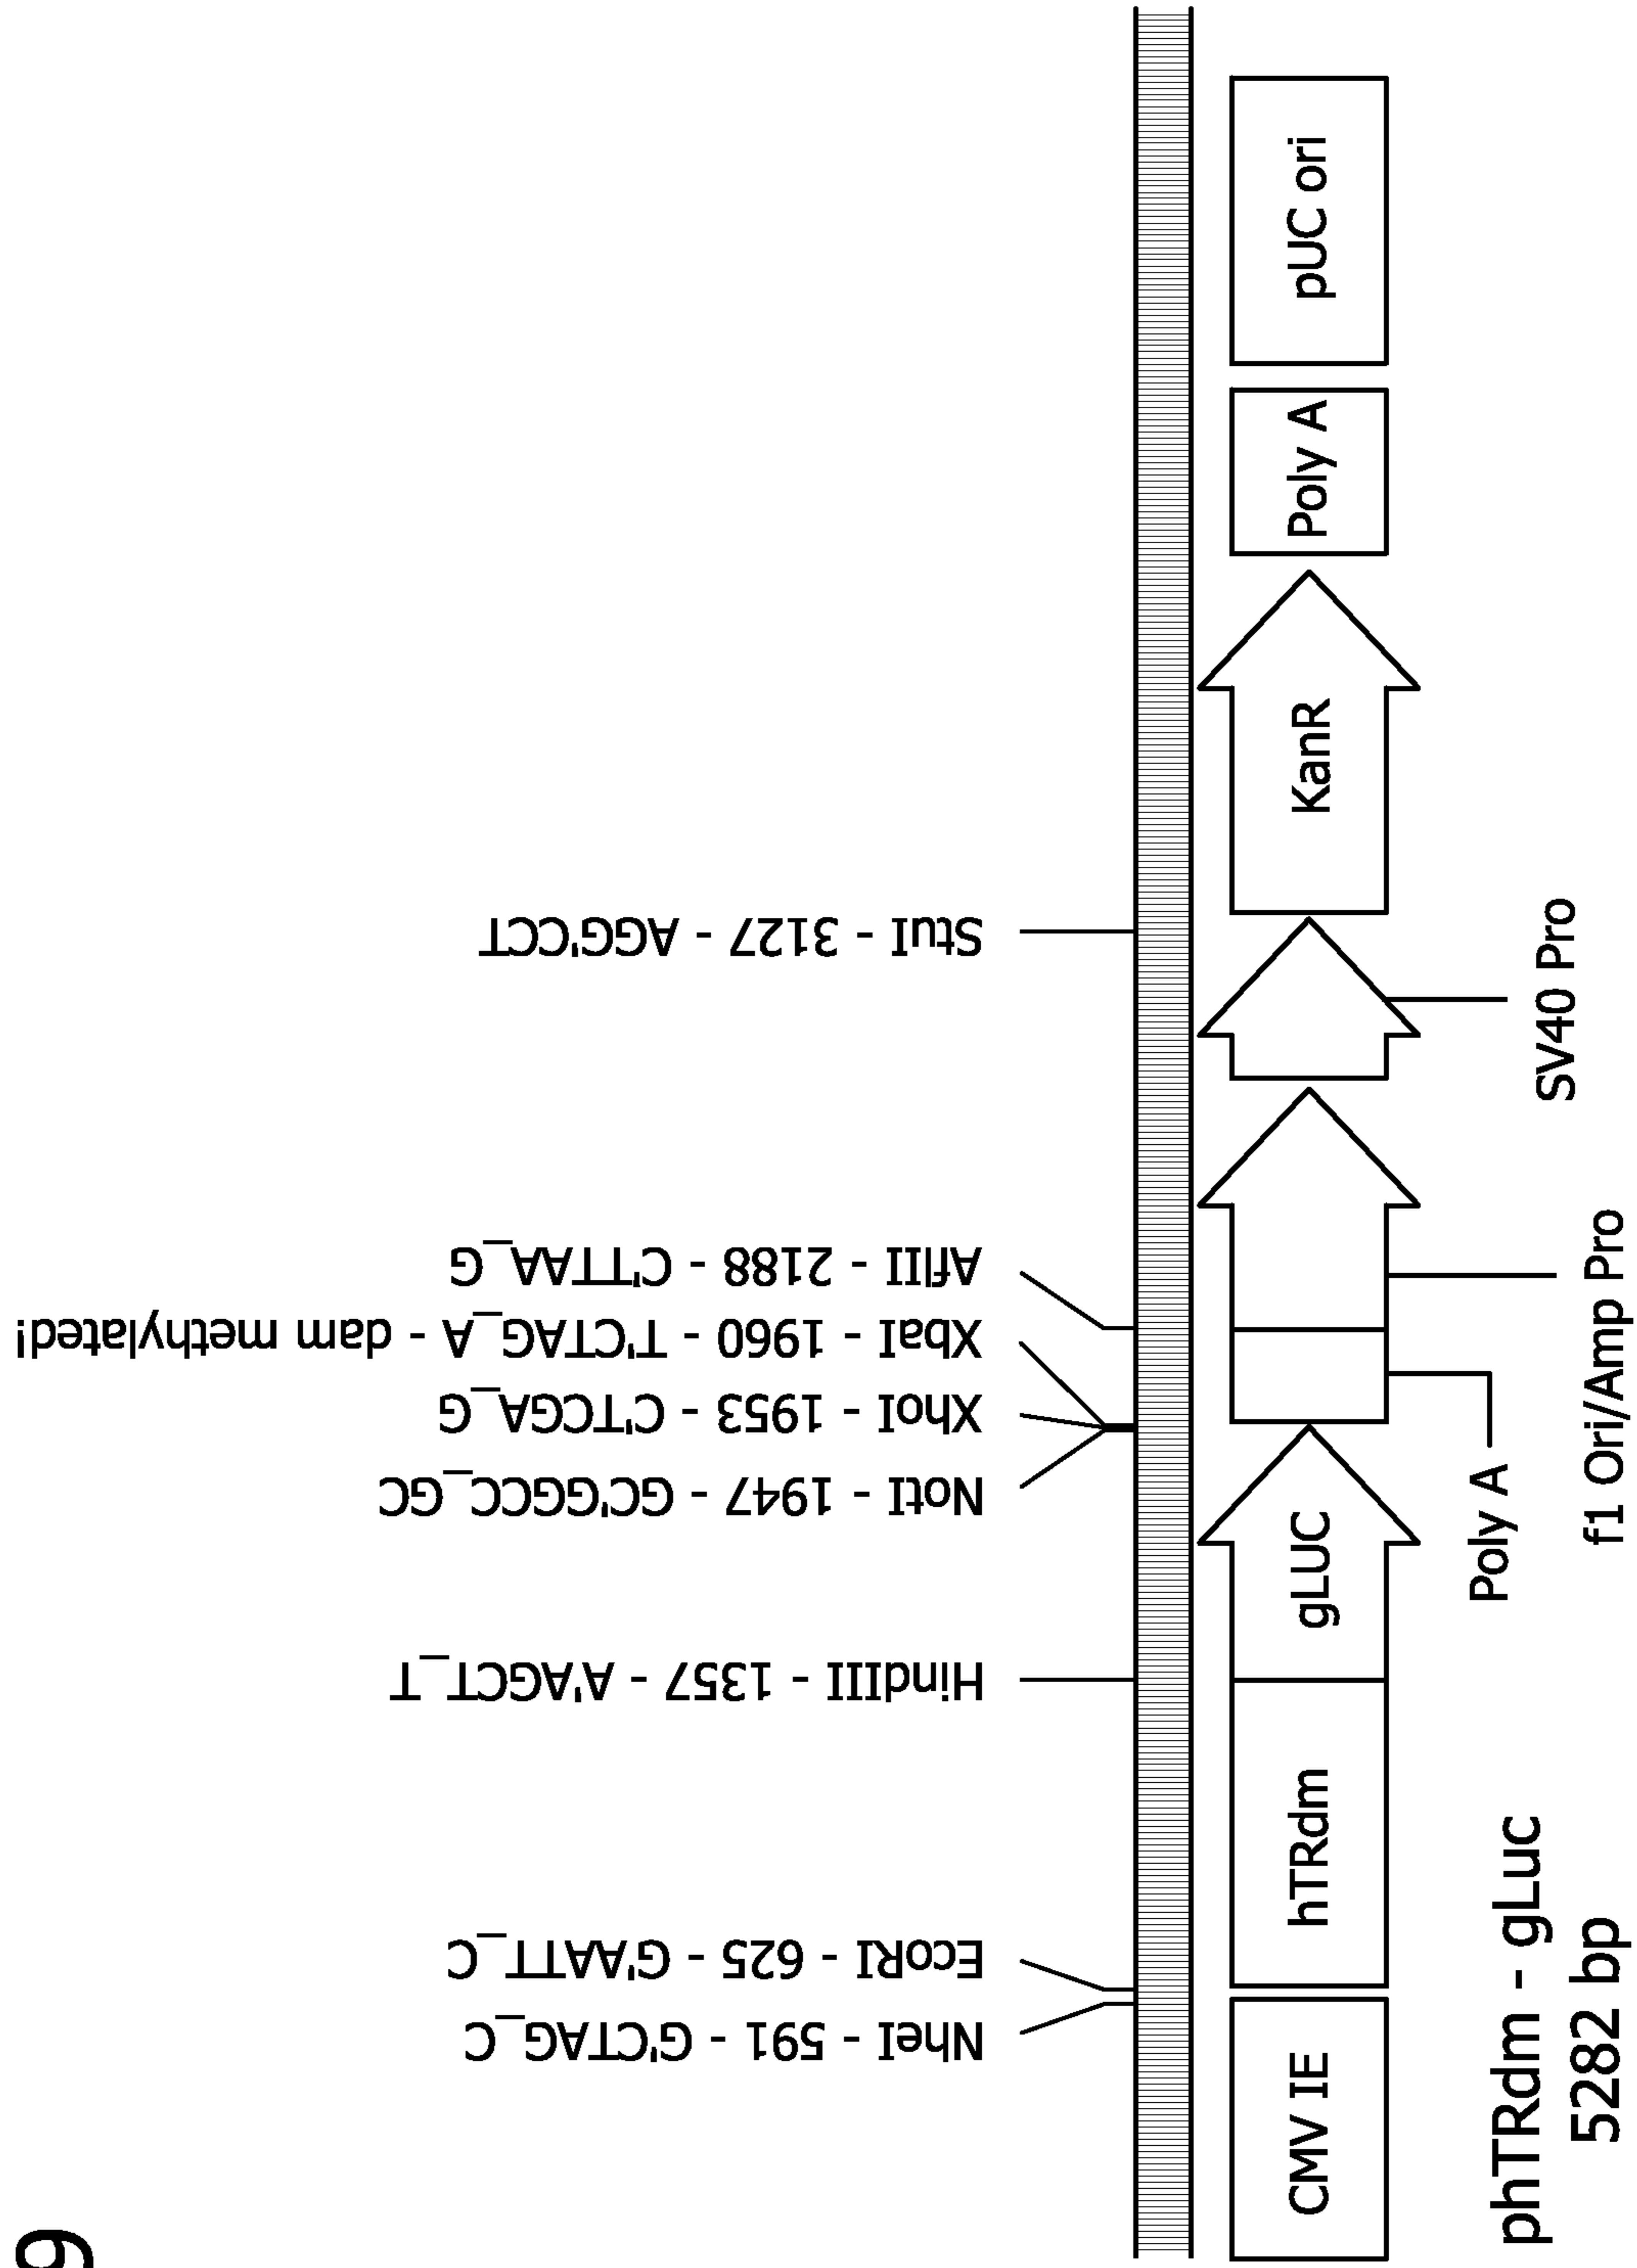 NheI - 591 - G'CTAG_C
EcoRI - 625 - G'AATT_C
HindIII - 1357 - A'AGCT_T
NotI - 1947 - GC'GGCC_GC
XhoI - 1953 - C'TCGA_G
XbaI - 1960 - T'CTAG_A - dam methylated!
AflII - 2188 - C'TTAA_G
StuI - 3127 - AGG'CCT
CMV IE
hTRdm
gLUC
KanR
Poly A
pUC ori
Poly A
f1 Ori/Amp Pro
SV40 Pro
phTRdm - gLuc
5282 bp